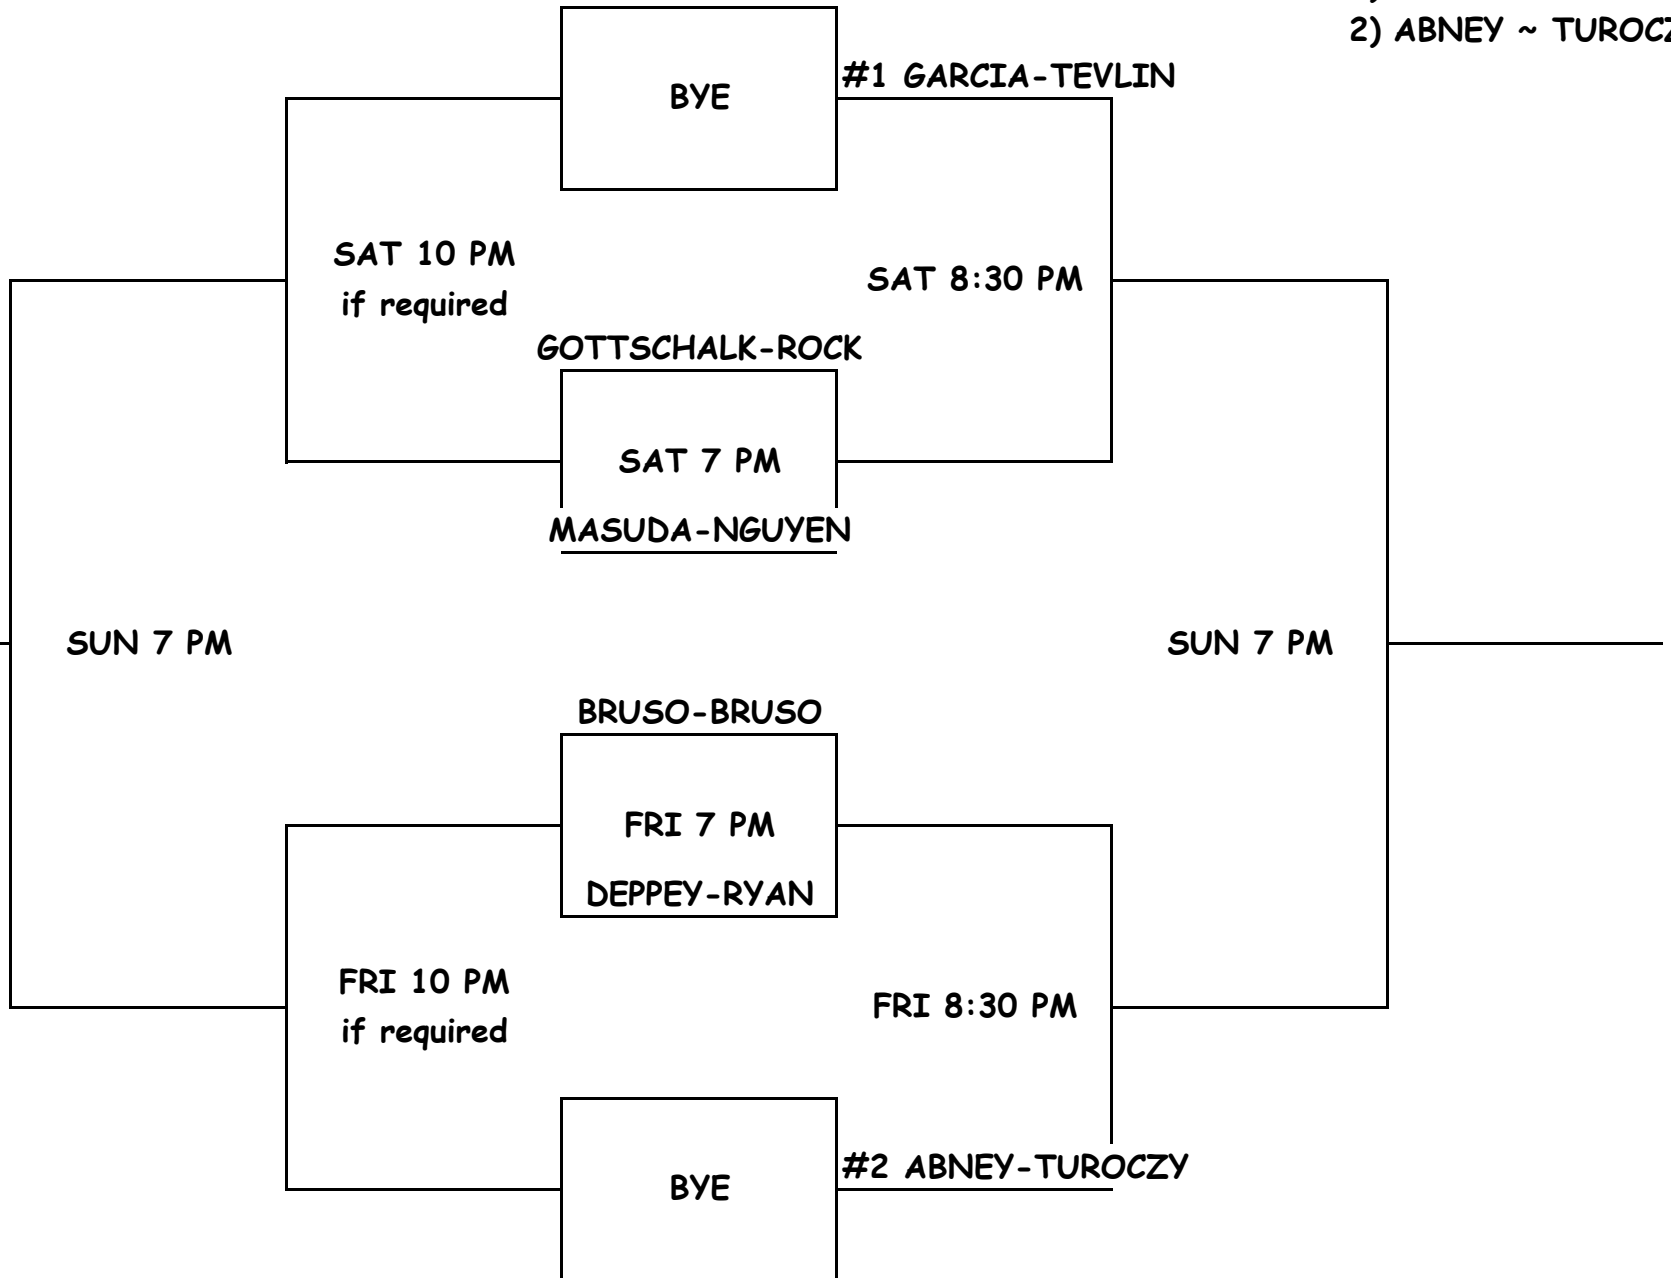 2) ABNEY ~ TUROCZ
#1 GARCIA-TEVLIN
BYE
SAT 10 PM
if required
SAT 8:30 PM
GOTTSCHALK-ROCK
SAT 7 PM
MASUDA-NGUYEN
SUN 7 PM
SUN 7 PM
BRUSO-BRUSO
FRI 7 PM
DEPPEY-RYAN
FRI 10 PM
if required
FRI 8:30 PM
#2 ABNEY-TUROCZY
BYE